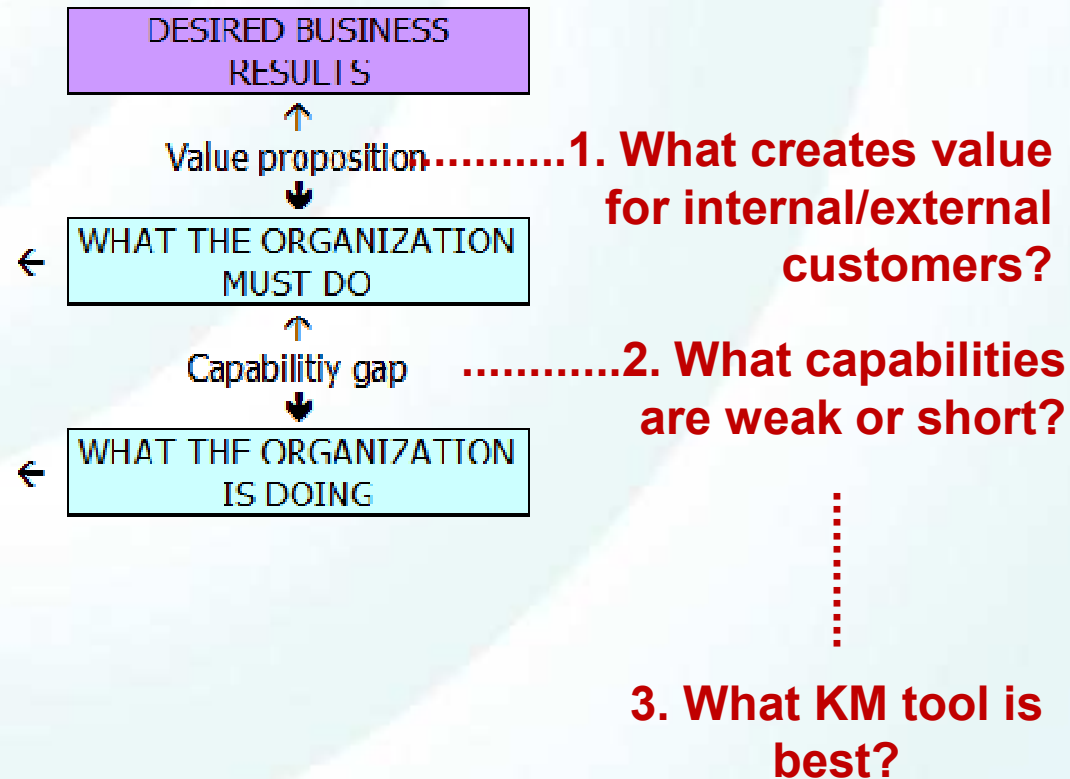 DESIRED BUSINESS
RESULTS
↑
Value proposition............1. What creates value
for internal/external
customers?
↓
← WHAT THE ORGANIZATION
MUST DO
↑
Capabilitiy gap ............2. What capabilities
are weak or short?
↓
← WHAT THE ORGANIZATION
IS DOING
3. What KM tool is
best?